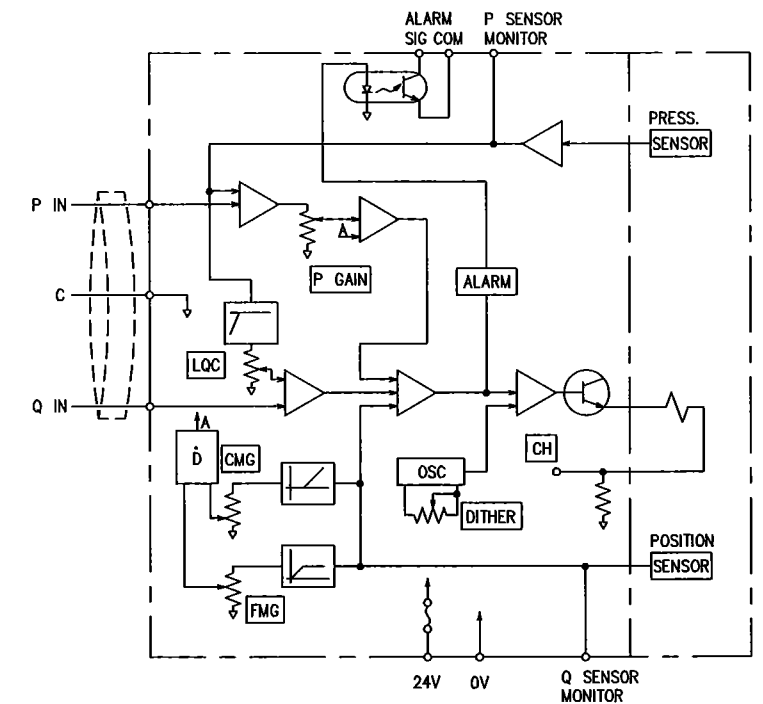 ALARM
SIG COM
P SENSOR
MONITOR
PRESS.
SENSOR
P IN
A
P GAIN
C
ALARM
LQC
Q IN
A
Ḋ
CMG
CH
OSC
DITHER
POSITION
SENSOR
FMG
24V
0V
Q SENSOR
MONITOR